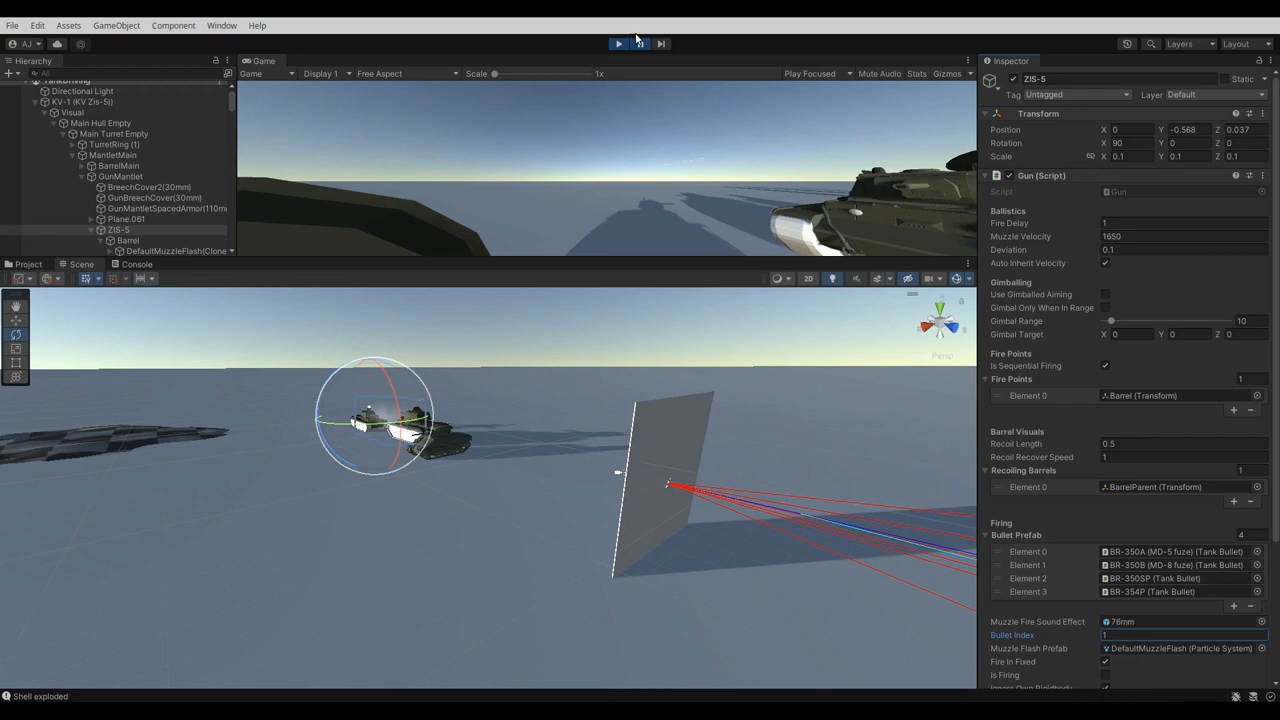 File Edit Assets GameObject Component Window Help
AJ Layers Layout
Hierarchy Game Inspector
All Game Display 1 Free Aspect Scale 1x Play Focused Mute Audio Stats Gizmos ZIS-5 Static
TankDriving
Directional Light Tag Untagged Layer Default
KV-1 (KV Zis-5))
Visual Transform
Main Hull Empty
Main Turret Empty Position X 0 Y -0.568 Z 0.037
TurretRing (1) Rotation X 90 Y 0 Z 0
MantletMain Scale X 0.1 Y 0.1 Z 0.1
BarrelMain
GunMantlet Gun (Script)
BreechCover2(30mm) Script Gun
GunBreechCover(30mm)
GunMantletSpacedArmor(110m Ballistics
Plane.061 Fire Delay 1
ZIS-5 Muzzle Velocity 1650
Barrel Deviation 0.1
DefaultMuzzleFlash(Clone Auto Inherit Velocity
Project Scene Console
2D Gimballing
Use Gimballed Aiming
Gimbal Only When In Range
Gimbal Range 10
Gimbal Target X 0 Y 0 Z 0
Persp
Fire Points
Is Sequential Firing
Fire Points 1
Element 0 Barrel (Transform)
Barrel Visuals
Recoil Length 0.5
Recoil Recover Speed 1
Recoiling Barrels 1
Element 0 BarrelParent (Transform)
Firing
Bullet Prefab 4
Element 0 BR-350A (MD-5 fuze) (Tank Bullet)
Element 1 BR-350B (MD-8 fuze) (Tank Bullet)
Element 2 BR-350SP (Tank Bullet)
Element 3 BR-354P (Tank Bullet)
Muzzle Fire Sound Effect 76mm
Bullet Index 1
Muzzle Flash Prefab DefaultMuzzleFlash (Particle System)
Fire In Fixed
Is Firing
Ignore Own Rigidbody
Shell exploded